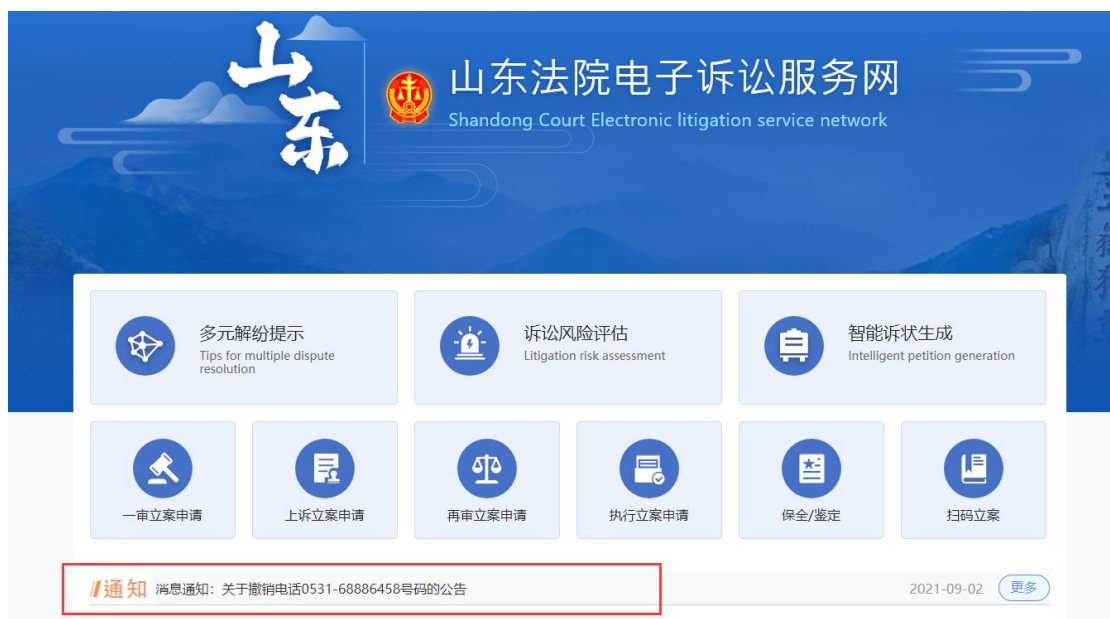 山东
山东法院电子诉讼服务网
Shandong Court Electronic litigation service network
多元解纷提示
Tips for multiple dispute
resolution
诉讼风险评估
Litigation risk assessment
智能诉状生成
Intelligent petition generation
一审立案申请
上诉立案申请
再审立案申请
执行立案申请
保全/鉴定
扫码立案
通知 消息通知：关于撤销电话0531-68886458号码的公告 2021-09-02 更多